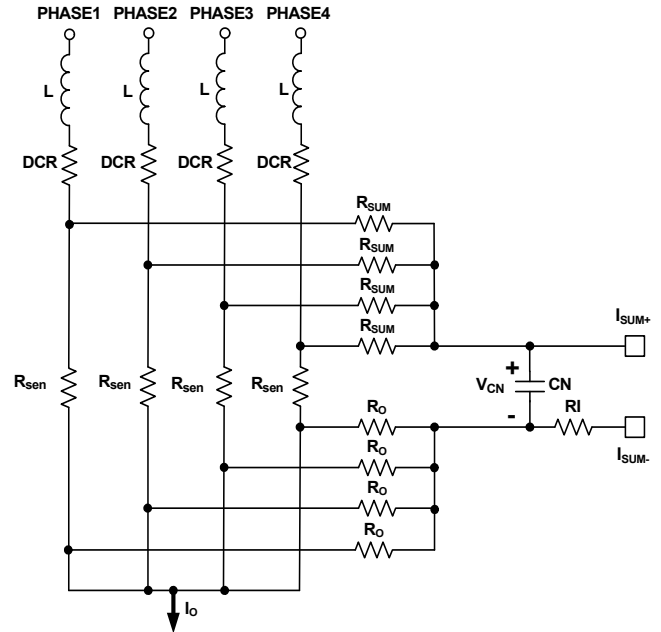 PHASE1 PHASE2 PHASE3 PHASE4
L L L L
DCR DCR DCR DCR
RSUM
RSUM
RSUM
RSUM
ISUM+
Rsen Rsen Rsen Rsen
+
VCN CN
-
RI
RO
ISUM-
RO
RO
RO
IO